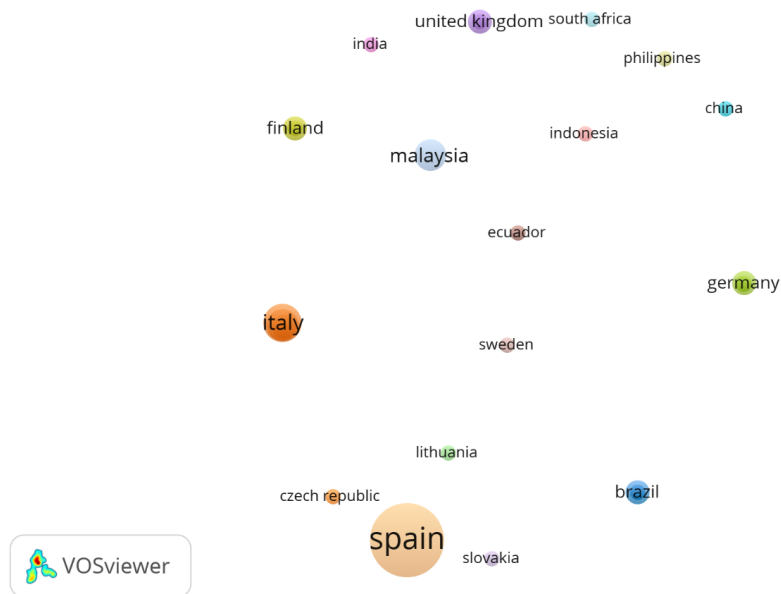 united kingdom
south africa
india
philippines
china
finland
indonesia
malaysia
ecuador
germany
italy
sweden
lithuania
czech republic
brazil
spain
slovakia
VOSviewer